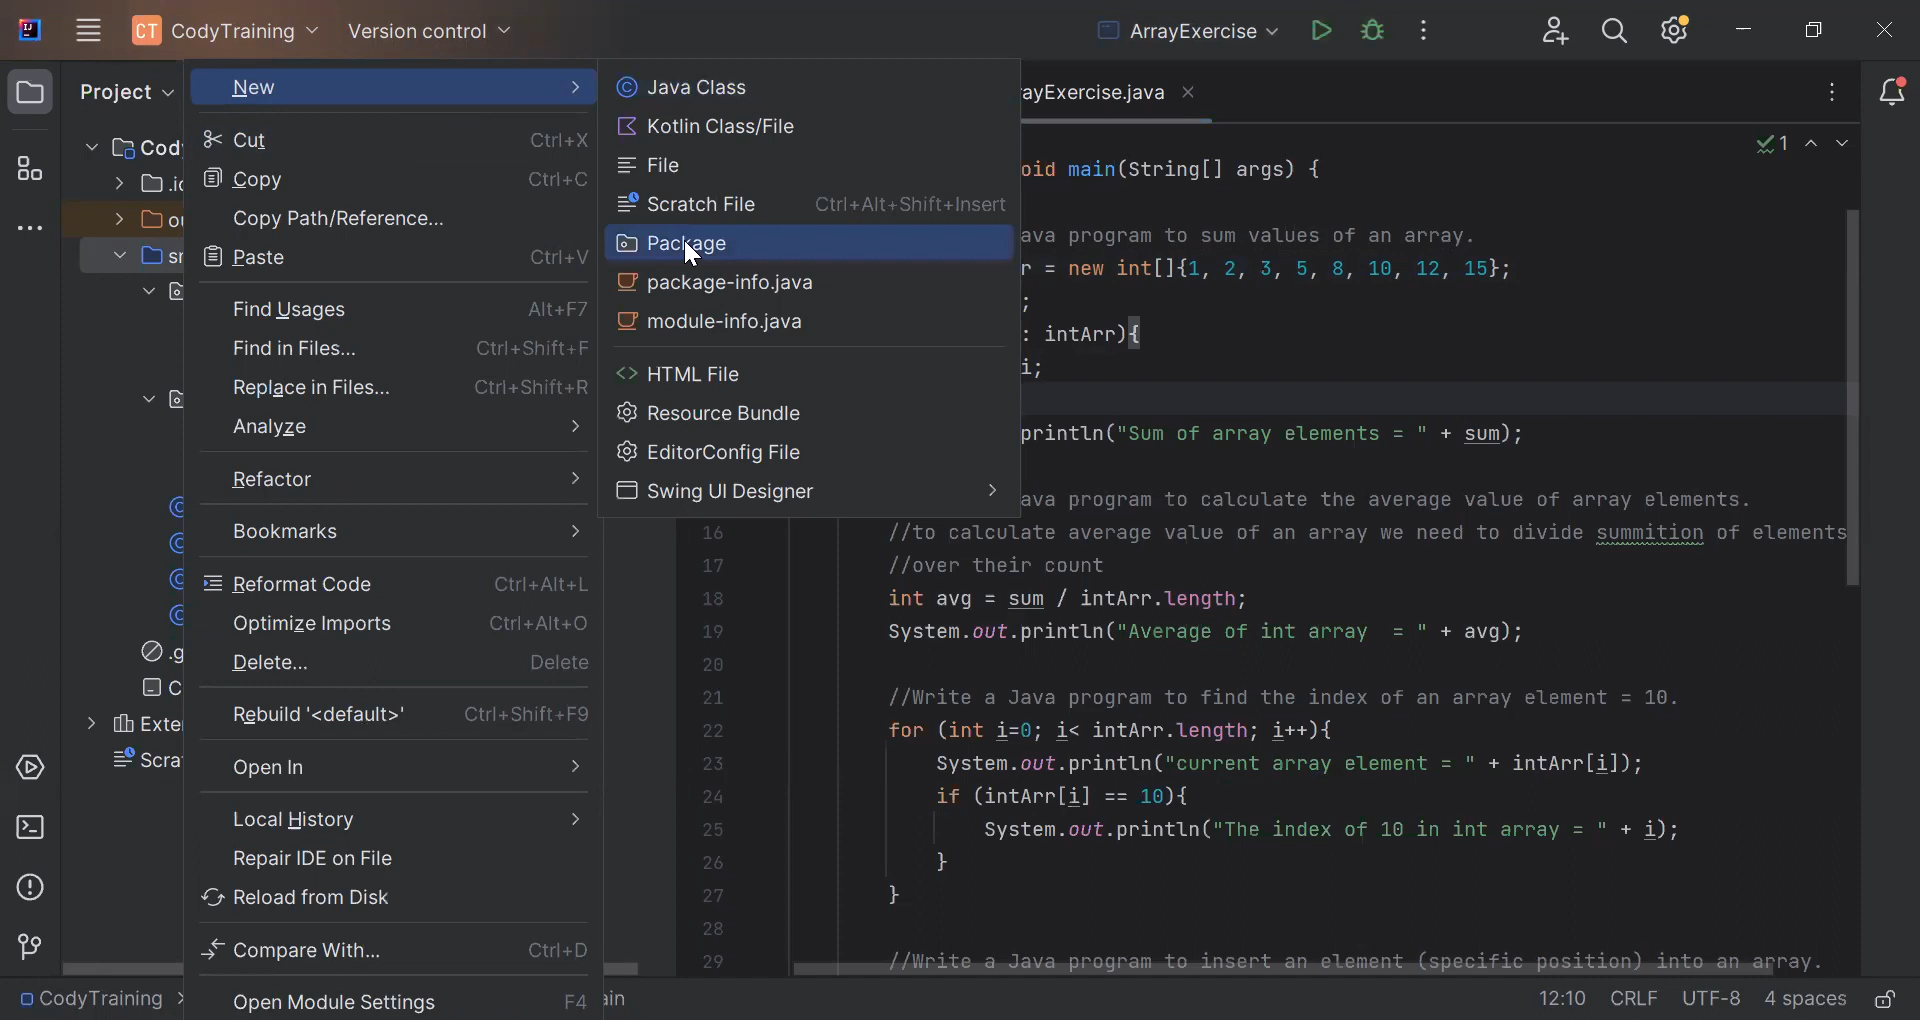 CT CodyTraining Version control ArrayExercise
Project
Cody
New
Cut Ctrl+X
Copy Ctrl+C
Copy Path/Reference...
Paste Ctrl+V
Find Usages Alt+F7
Find in Files... Ctrl+Shift+F
Replace in Files... Ctrl+Shift+R
Analyze
Refactor
Bookmarks
Reformat Code Ctrl+Alt+L
Optimize Imports Ctrl+Alt+O
Delete... Delete
Rebuild '<default>' Ctrl+Shift+F9
Open In
Local History
Repair IDE on File
Reload from Disk
Compare With...  Ctrl+D
Open Module Settings F4
Exter
Scrat
Java Class
Kotlin Class/File
File
Scratch File Ctrl+Alt+Shift+Insert
Package
package-info.java
module-info.java
HTML File
Resource Bundle
EditorConfig File
Swing UI Designer
ayExercise.java
1
oid main(String[] args) {
ava program to sum values of an array.
r = new int[]{1, 2, 3, 5, 8, 10, 12, 15};
;
: intArr){
i;
println("Sum of array elements = " + sum);
ava program to calculate the average value of array elements.
16 //to calculate average value of an array we need to divide summition of elements
17 //over their count
18 int avg = sum / intArr.length;
19 System.out.println("Average of int array  = " + avg);
20
21 //Write a Java program to find the index of an array element = 10.
22 for (int i=0; i< intArr.length; i++){
23 System.out.println("current array element = " + intArr[i]);
24 if (intArr[i] == 10){
25 System.out.println("The index of 10 in int array = " + i);
26 }
27 }
28
29 //Write a Java program to insert an element (specific position) into an array.
CodyTraining ain 12:10 CRLF UTF-8 4 spaces